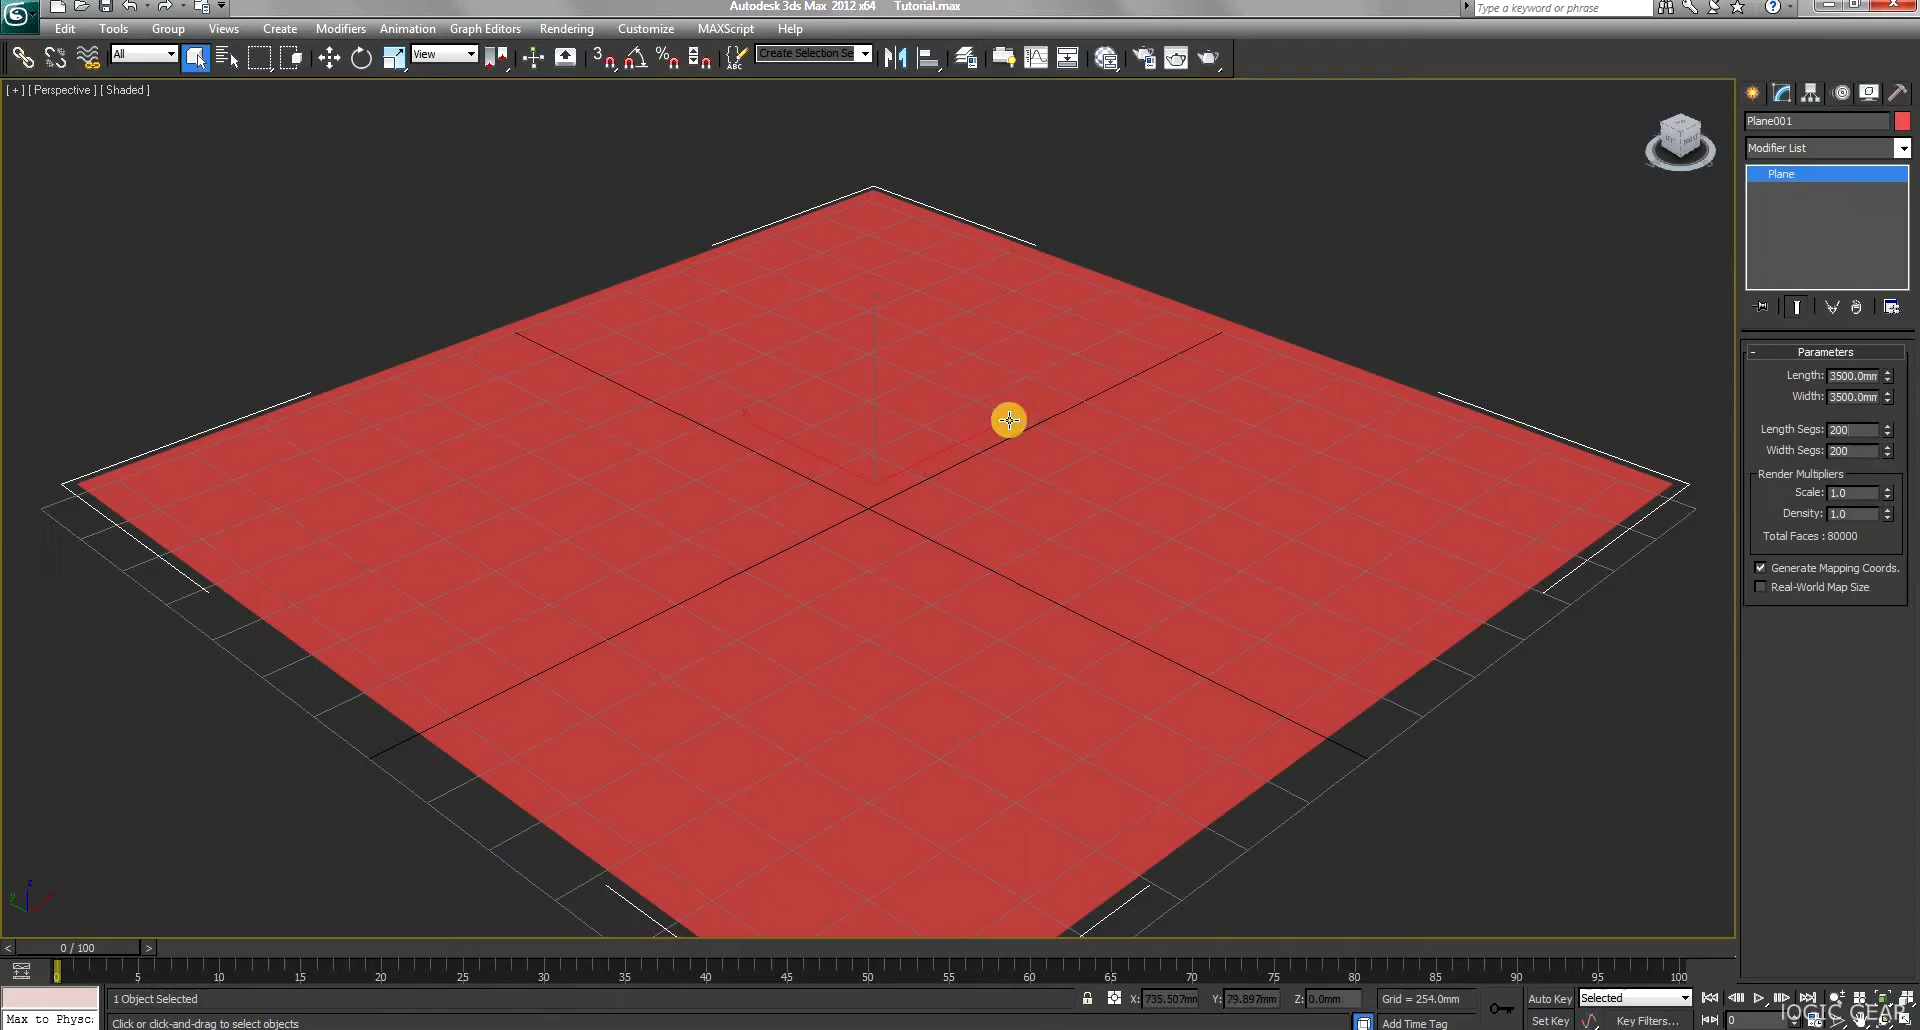 Autodesk 3ds Max 2012 x64 Tutorial.max
Type a keyword or phrase
Edit Tools Group Views Create Modifiers Animation Graph Editors Rendering Customize MAXScript Help
All View 3 % ABC Create Selection Se
[ + ] [ Perspective ] [ Shaded ]
Plane001
Modifier List
Plane
- Parameters
Length: 3500.0mm
Width: 3500.0mm
Length Segs: 200
Width Segs: 200
Render Multipliers
Scale: 1.0
Density: 1.0
Total Faces : 80000
Generate Mapping Coords.
Real-World Map Size
z
< 0 / 100 >
0 5 10 15 20 25 30 35 40 45 50 55 60 65 70 75 80 85 90 95 100
1 Object Selected X: 735.507mm Y: 79.897mm Z: 0.0mm Grid = 254.0mm Auto Key Selected
Max to Physc: Click or click-and-drag to select objects Add Time Tag Set Key Key Filters... 0
LOGIC GEAR